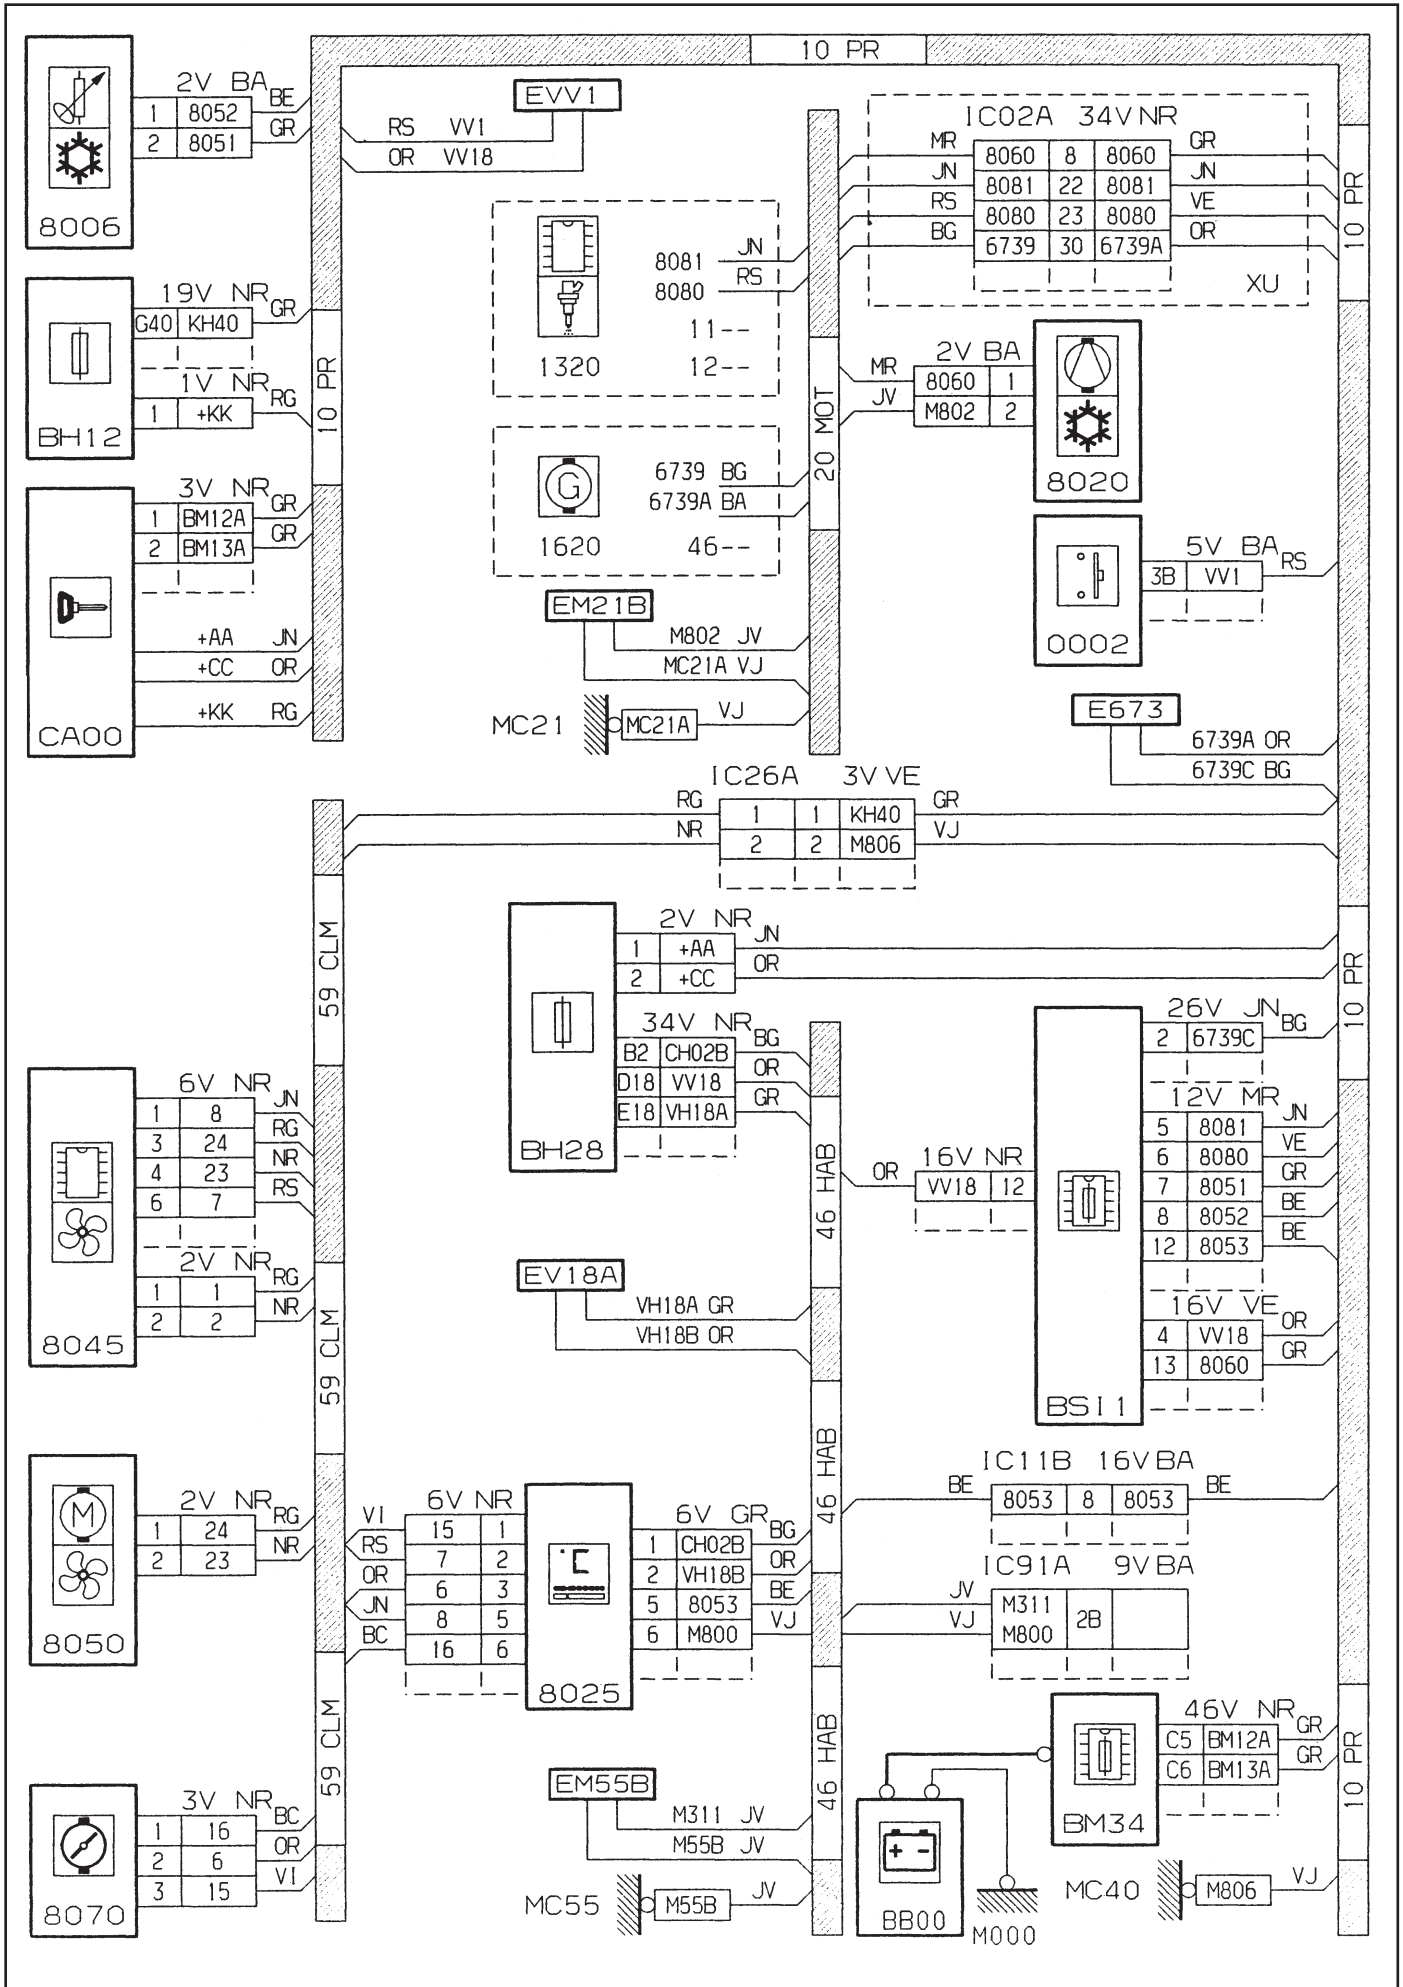 10 PR
2V BA
1 8052 BE
2 8051 GR
8006
EVV1
RS VV1
OR VV18
IC02A 34V NR
MR 8060 8 8060 GR
JN 8081 22 8081 JN
RS 8080 23 8080 VE
BG 6739 30 6739A OR
XU
10 PR
8081 JN
8080 RS
11--
1320 12--
19V NR
G40 KH40 GR
1V NR
1 +KK RG
BH12
10 PR
20 MOT
2V BA
MR 8060 1
JV M802 2
8020
6739 BG
6739A BA
1620 46--
3V NR
1 BM12A GR
2 BM13A GR
+AA JN
+CC OR
+KK RG
CA00
5V BA
3B VV1 RS
0002
EM21B
M802 JV
MC21A VJ
MC21 MC21A VJ
E673
6739A OR
6739C BG
IC26A 3V VE
RG 1 1 KH40 GR
NR 2 2 M806 VJ
59 CLM
2V NR
1 +AA JN
2 +CC OR
34V NR
B2 CH02B BG
D18 VV18 OR
E18 VH18A GR
BH28
10 PR
26V JN
2 6739C BG
12V MR
5 8081 JN
6 8080 VE
7 8051 GR
8 8052 BE
12 8053 BE
16V VE
4 VV18 OR
13 8060 GR
BSI1
46 HAB
16V NR
OR VV18 12
6V NR
1 8 JN
3 24 RG
4 23 NR
6 7 RS
2V NR
1 1 RG
2 2 NR
8045
59 CLM
EV18A
VH18A GR
VH18B OR
46 HAB
2V NR
1 24 RG
2 23 NR
8050
6V NR
VI 15 1
RS 7 2
OR 6 3
JN 8 5
BC 16 6
°C
8025
6V GR
1 CH02B BG
2 VH18B OR
5 8053 BE
6 M800 VJ
IC11B 16V BA
BE 8053 8 8053 BE
IC91A 9V BA
JV M311
VJ M800
2B
59 CLM
46 HAB
46V NR
C5 BM12A GR
C6 BM13A GR
BM34
10 PR
3V NR
1 16 BC
2 6 OR
3 15 VI
8070
EM55B
M311 JV
M55B JV
MC55 M55B JV
+ -
BB00
M000
MC40 M806 VJ
M
G